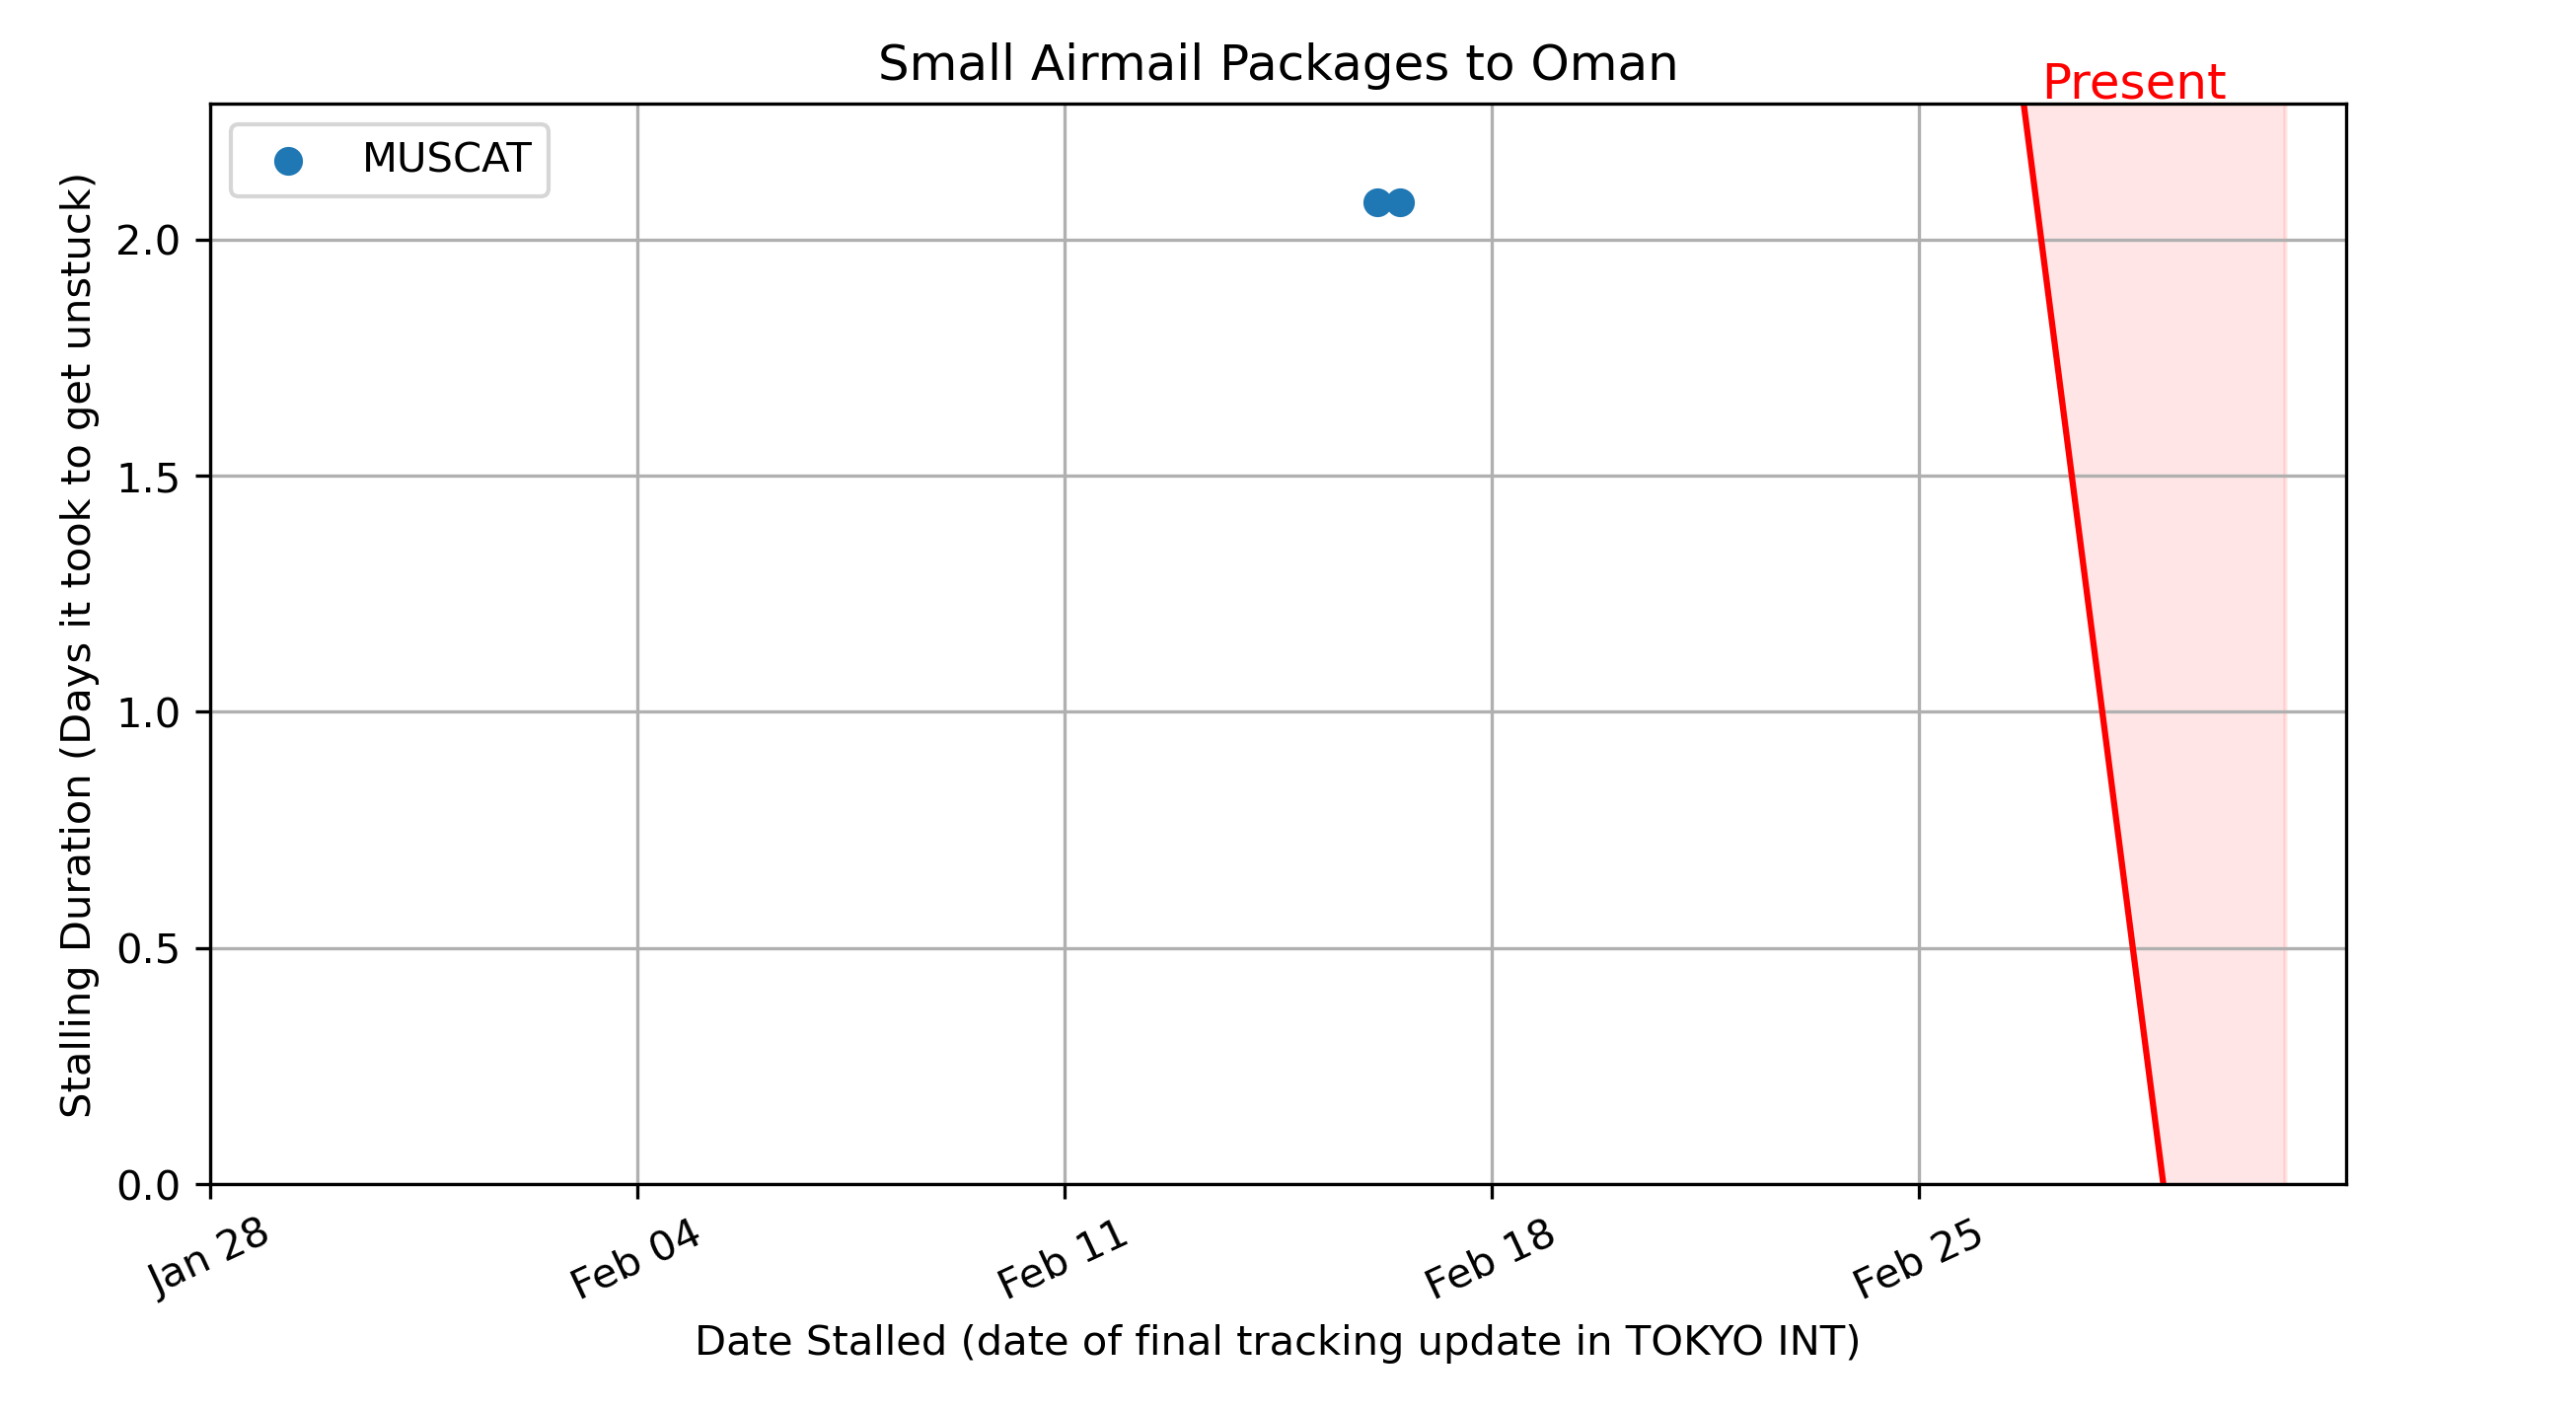 Small Airmail Packages to Oman
Present
MUSCAT
Stalling Duration (Days it took to get unstuck)
2.0
1.5
1.0
0.5
0.0
Jan 28
Feb 04
Feb 11
Feb 18
Feb 25
Date Stalled (date of final tracking update in TOKYO INT)